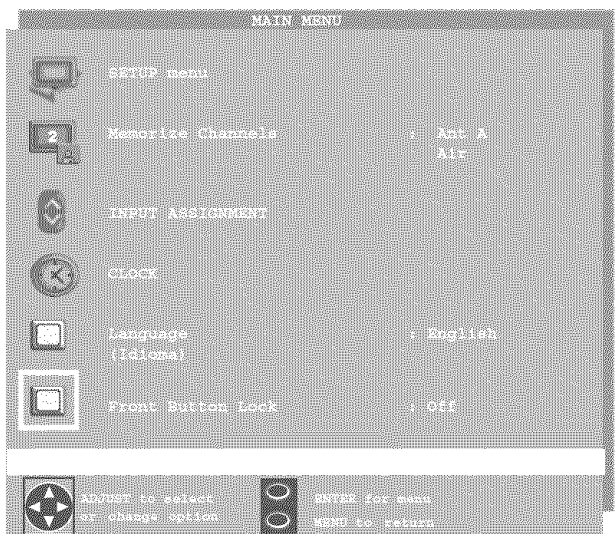 MAIN MENU
SETUP menu
2
Memorize Channels : Ant A
Air
INPUT ASSIGNMENT
CLOCK
Language : English
(Idioma)
Front Button Lock : Off
ADJUST to select
or change option
ENTER for menu
MENU to return